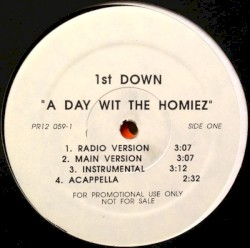 1st DOWN
"A DAY WIT THE HOMIEZ"
PR12 059-1 SIDE ONE
1. RADIO VERSION 3:07
2. MAIN VERSION 3:07
3. INSTRUMENTAL 3:12
4. ACAPPELLA 2:32
FOR PROMOTIONAL USE ONLY
NOT FOR SALE